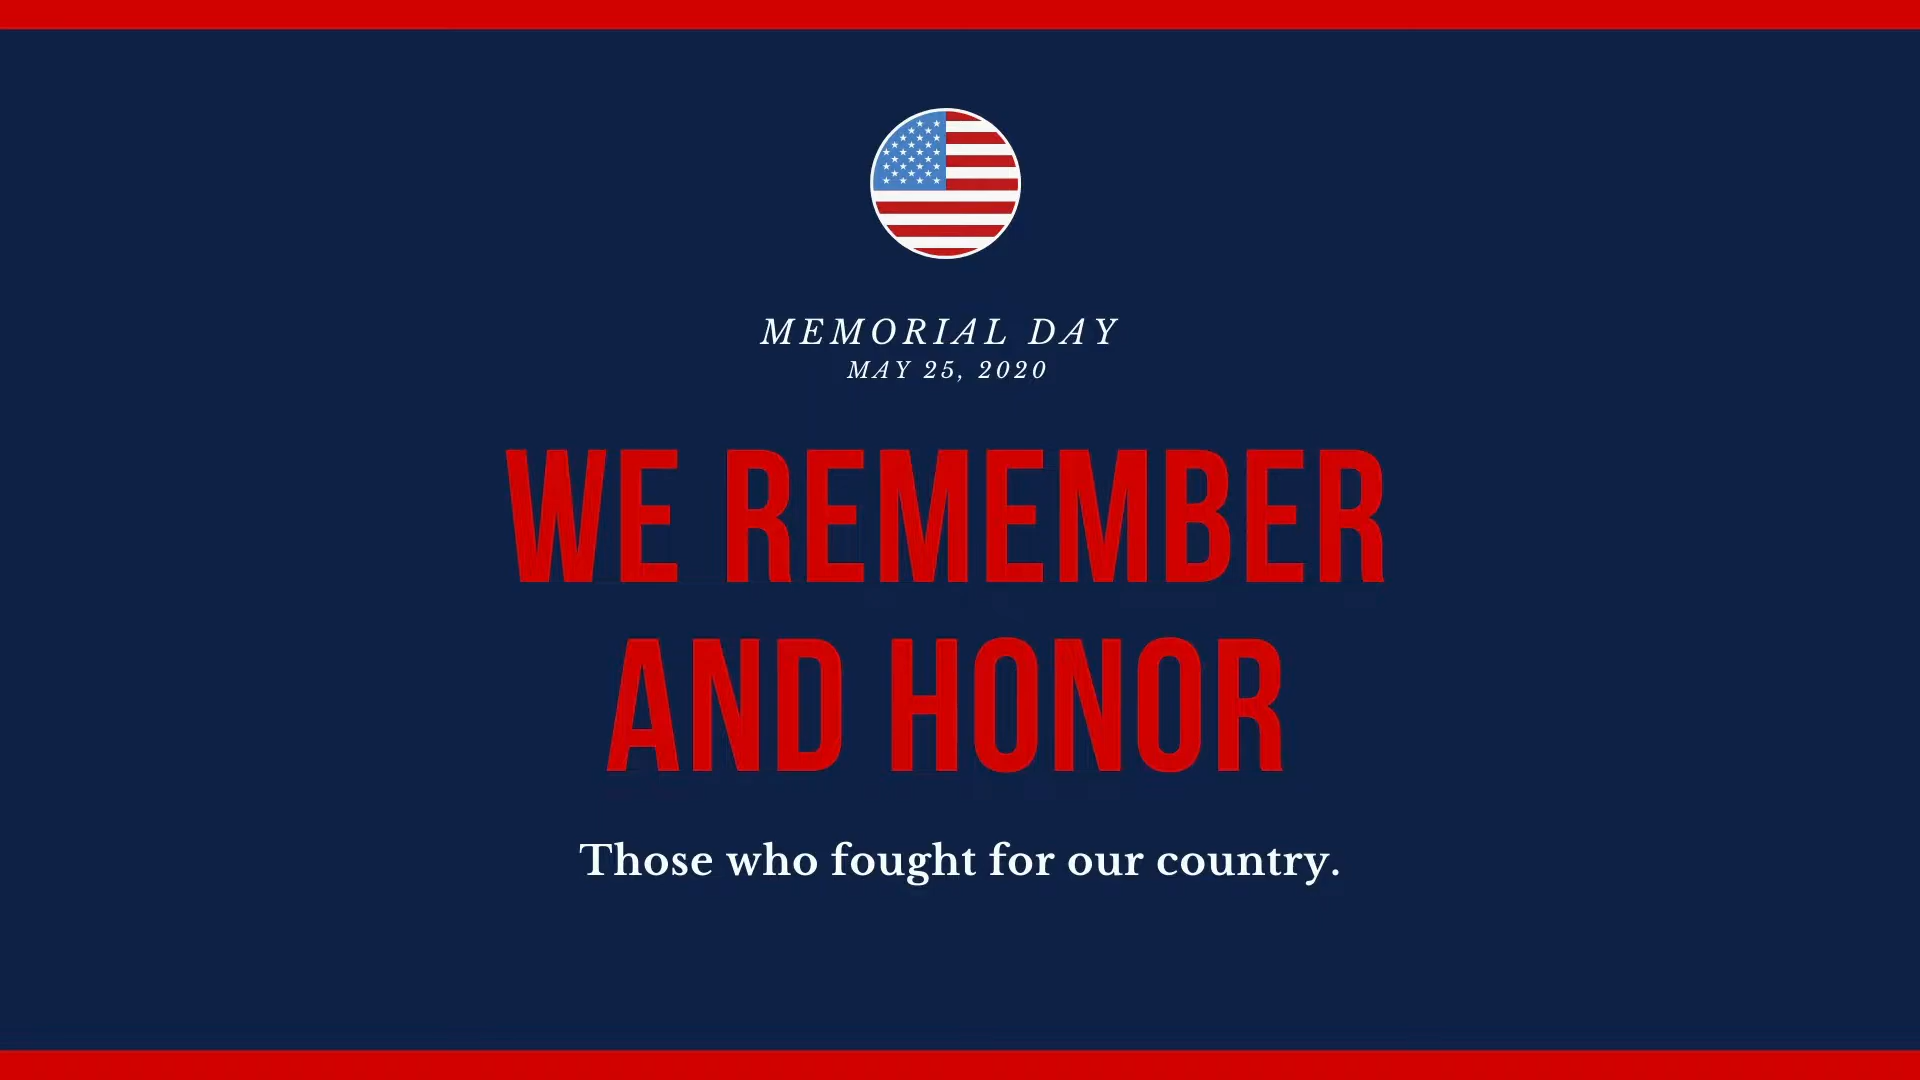 MEMORIAL DAY
MAY 25, 2020
WE REMEMBER
AND HONOR
Those who fought for our country.